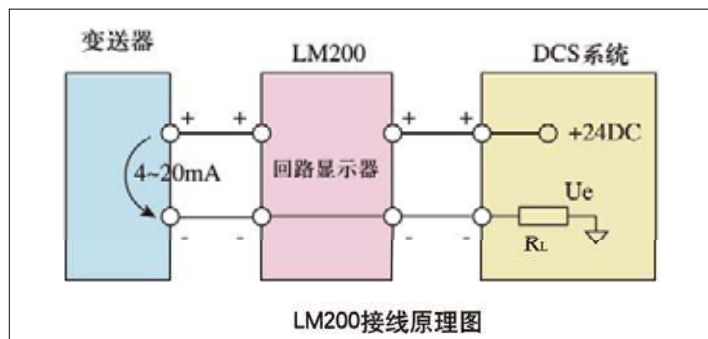 变送器
LM200
DCS系统
+ + + +
+24DC
4~20mA
回路显示器
Ue
- - - -
RL
LM200接线原理图